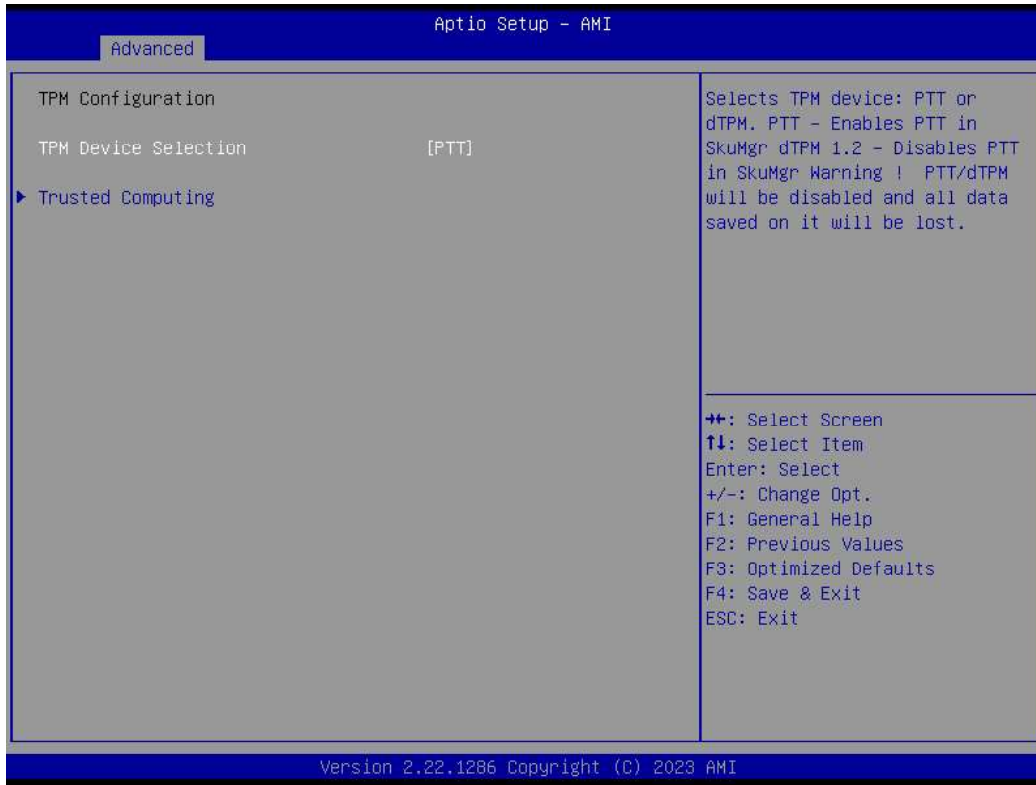 Aptio Setup – AMI
Advanced
TPM Configuration
TPM Device Selection [PTT]
▶ Trusted Computing
Selects TPM device: PTT or
dTPM. PTT – Enables PTT in
SkuMgr dTPM 1.2 – Disables PTT
in SkuMgr Warning ! PTT/dTPM
will be disabled and all data
saved on it will be lost.
→←: Select Screen
↑↓: Select Item
Enter: Select
+/-: Change Opt.
F1: General Help
F2: Previous Values
F3: Optimized Defaults
F4: Save & Exit
ESC: Exit
Version 2.22.1286 Copyright (C) 2023 AMI